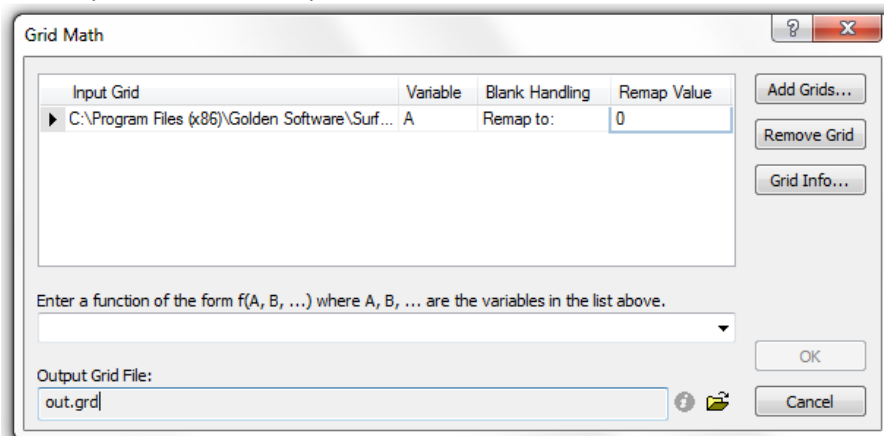 Grid Math
Input Grid Variable Blank Handling Remap Value
C:\Program Files (x86)\Golden Software\Surf... A Remap to: 0
Add Grids...
Remove Grid
Grid Info...
Enter a function of the form f(A, B, ...) where A, B, ... are the variables in the list above.
OK
Output Grid File:
out.grd
Cancel